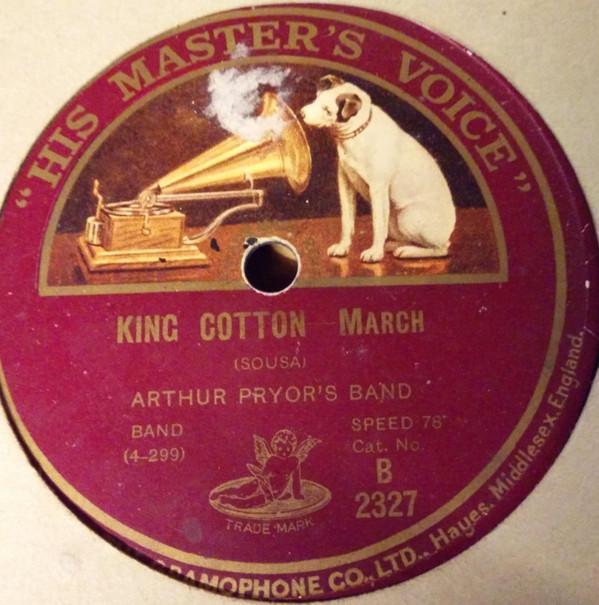 "HIS MASTER'S VOICE"
KING COTTON MARCH
(SOUSA)
ARTHUR PRYOR'S BAND
BAND
(4-299)
SPEED 78
Cat. No.
B
2327
TRADE MARK
GRAMOPHONE CO., LTD., Hayes, Middlesex, England.